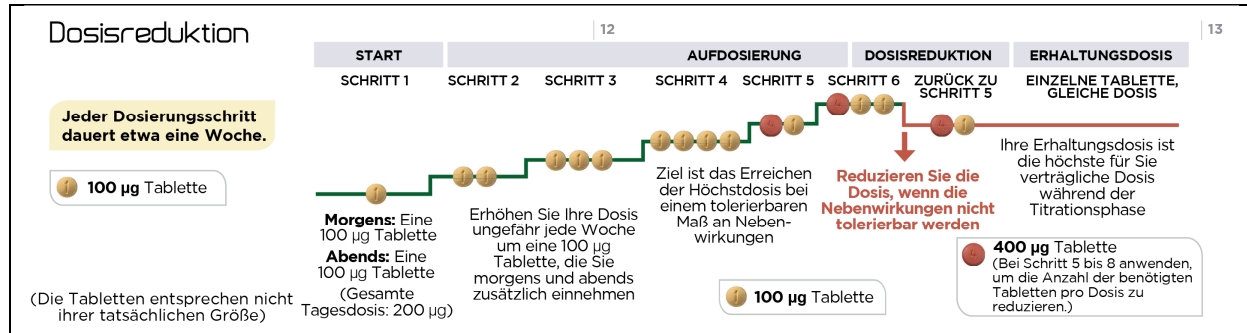 Dosisreduktion
12
13
START
AUFDOSIERUNG
DOSISREDUKTION
ERHALTUNGSDOSIS
SCHRITT 1
SCHRITT 2
SCHRITT 3
SCHRITT 4
SCHRITT 5
SCHRITT 6
ZURÜCK ZU
SCHRITT 5
EINZELNE TABLETTE,
GLEICHE DOSIS
Jeder Dosierungsschritt
dauert etwa eine Woche.
100 µg Tablette
Morgens: Eine
100 µg Tablette
Abends: Eine
100 µg Tablette
(Gesamte
Tagesdosis: 200 µg)
Erhöhen Sie Ihre Dosis
ungefähr jede Woche
um eine 100 µg
Tablette, die Sie
morgens und abends
zusätzlich einnehmen
Ziel ist das Erreichen
der Höchstdosis bei
einem tolerierbaren
Maß an Neben-
wirkungen
Reduzieren Sie die
Dosis, wenn die
Nebenwirkungen nicht
tolerierbar werden
Ihre Erhaltungsdosis ist
die höchste für Sie
verträgliche Dosis
während der
Titrationsphase
(Die Tabletten entsprechen nicht
ihrer tatsächlichen Größe)
100 µg Tablette
400 µg Tablette
(Bei Schritt 5 bis 8 anwenden,
um die Anzahl der benötigten
Tabletten pro Dosis zu
reduzieren.)